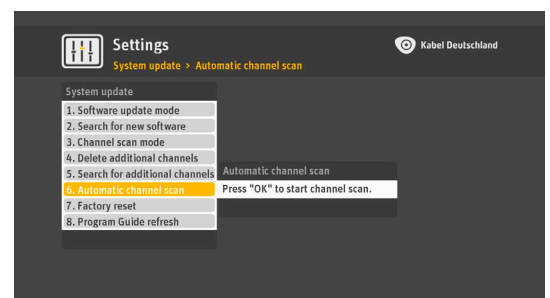 Settings
System update > Automatic channel scan
Kabel Deutschland
System update
1. Software update mode
2. Search for new software
3. Channel scan mode
4. Delete additional channels
5. Search for additional channels
6. Automatic channel scan
7. Factory reset
8. Program Guide refresh
Automatic channel scan
Press "OK" to start channel scan.